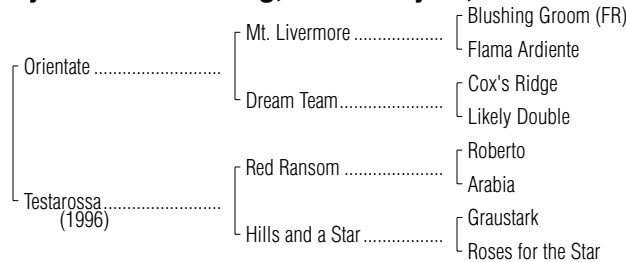 Blushing Groom (FR)
Mt. Livermore ...................
Flama Ardiente
Orientate ...........................
Cox's Ridge
Dream Team......................
Likely Double
Roberto
Red Ransom .....................
Arabia
Testarossa.........................
(1996)
Graustark
Hills and a Star.................
Roses for the Star